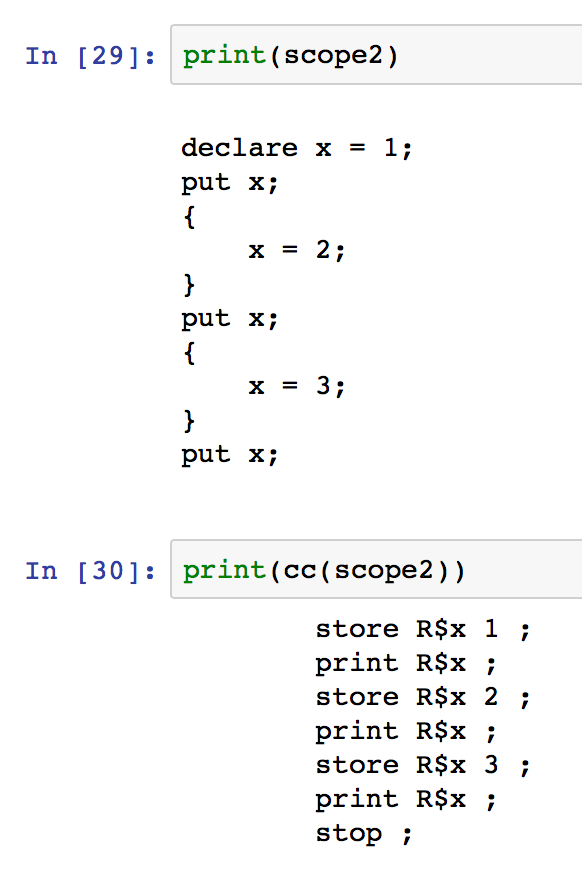 In [29]: print(scope2)
declare x = 1;
put x;
{
    x = 2;
}
put x;
{
    x = 3;
}
put x;
In [30]: print(cc(scope2))
store R$x 1 ;
print R$x ;
store R$x 2 ;
print R$x ;
store R$x 3 ;
print R$x ;
stop ;